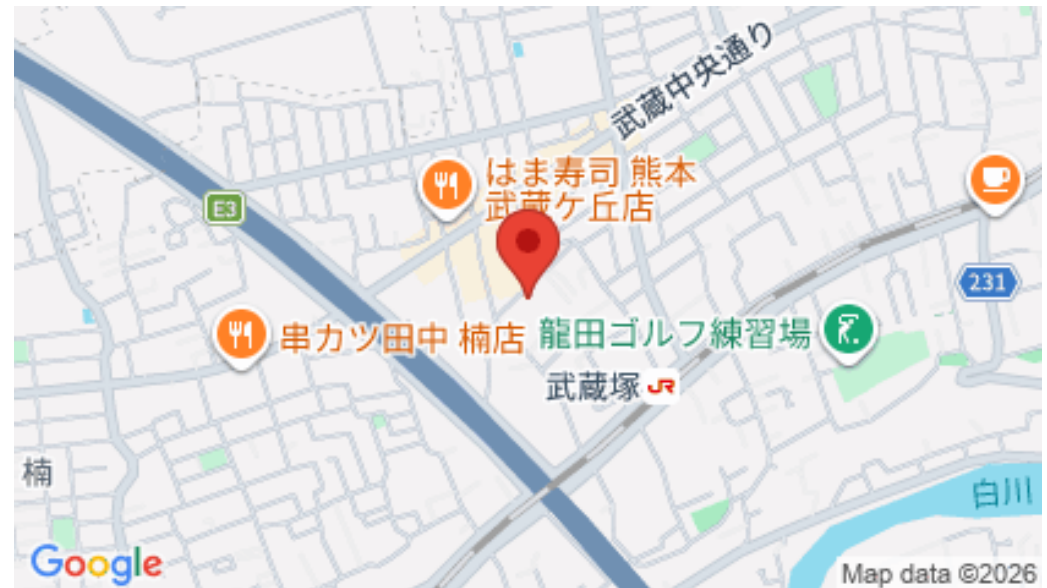 武蔵中央通り
はま寿司 熊本
武蔵ケ丘店
E3
231
串カツ田中 楠店
龍田ゴルフ練習場
武蔵塚 JR
楠
白川
Google
Map data ©2026